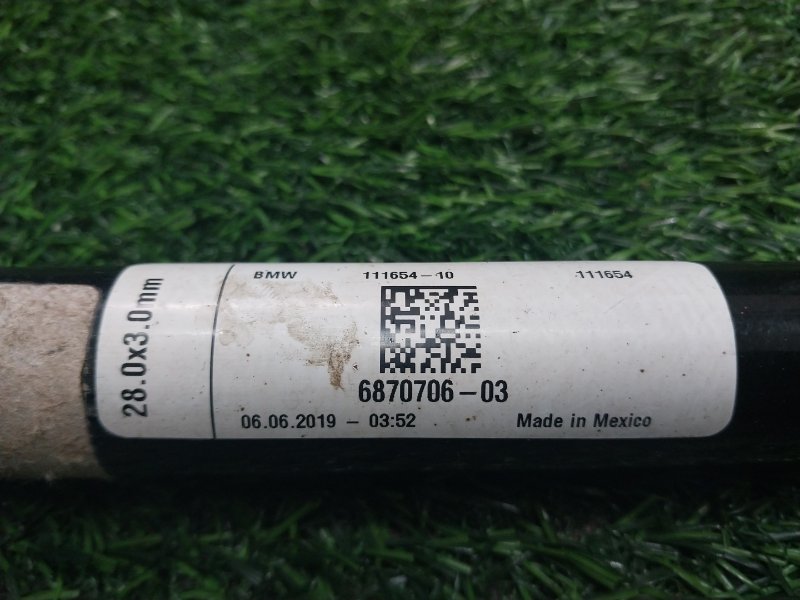 28.0x3.0mm
BMW 111654-10 111654
6870706-03
06.06.2019 - 03:52 Made in Mexico